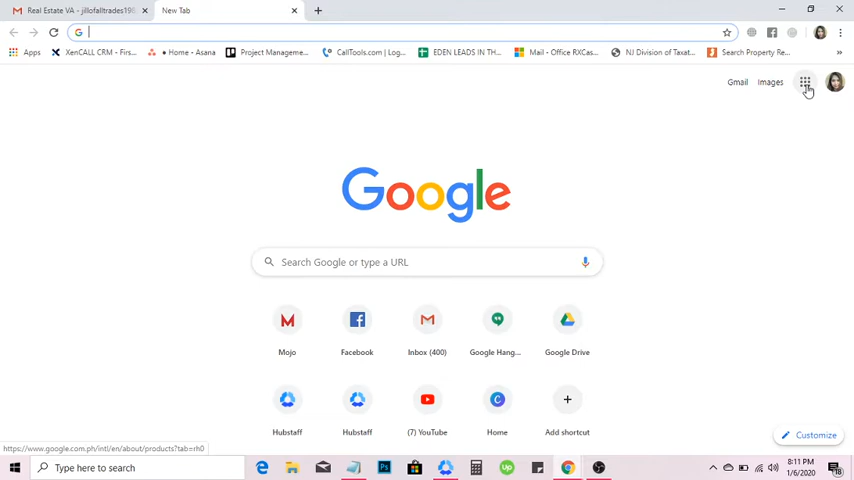 Real Estate VA - jillofalltrades198
New Tab
Apps
XenCALL CRM - Firs...
• Home - Asana
Project Manageme...
CallTools.com | Log...
EDEN LEADS IN TH...
Mail - Office RXCas...
NJ Division of Taxat...
Search Property Re...
»
Gmail
Images
Google
Search Google or type a URL
Mojo
Facebook
Inbox (400)
Google Hang...
Google Drive
Hubstaff
Hubstaff
(7) YouTube
Home
Add shortcut
Customize
https://www.google.com.ph/intl/en/about/products?tab=rh0
Type here to search
8:11 PM
1/6/2020
18